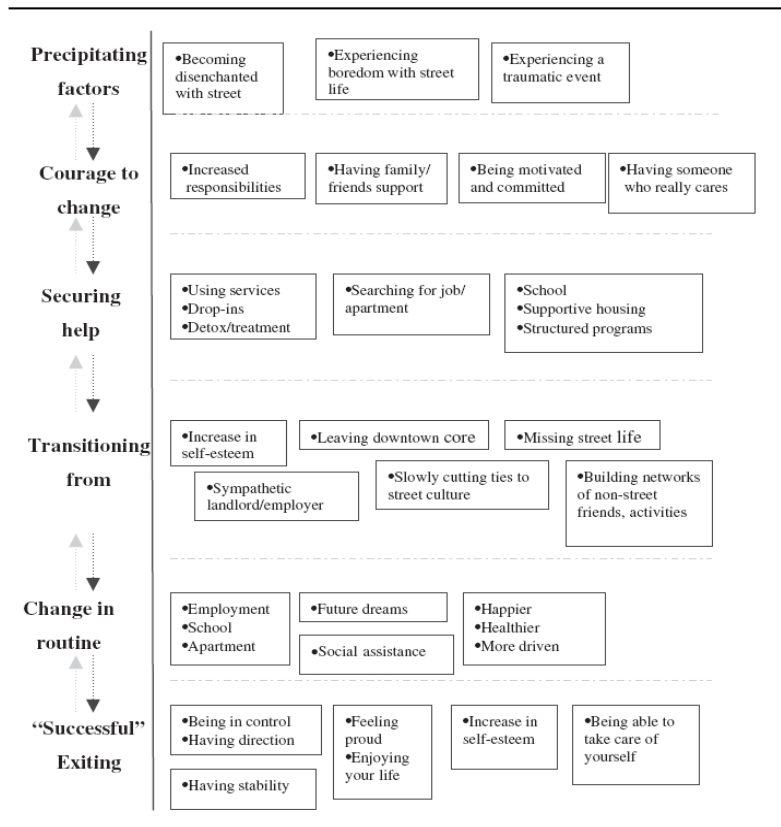 Precipitating
factors
•Becoming
disenchanted
with street
•Experiencing
boredom with street
life
•Experiencing a
traumatic event
Courage to
change
•Increased
responsibilities
•Having family/
friends support
•Being motivated
and committed
•Having someone
who really cares
Securing
help
•Using services
•Drop-ins
•Detox/treatment
•Searching for job/
apartment
•School
•Supportive housing
•Structured programs
Transitioning
from
•Increase in
self-esteem
•Leaving downtown core
•Missing street life
•Sympathetic
landlord/employer
•Slowly cutting ties to
street culture
•Building networks
of non-street
friends, activities
Change in
routine
•Employment
•School
•Apartment
•Future dreams
•Social assistance
•Happier
•Healthier
•More driven
“Successful”
Exiting
•Being in control
•Having direction
•Having stability
•Feeling
proud
•Enjoying
your life
•Increase in
self-esteem
•Being able to
take care of
yourself